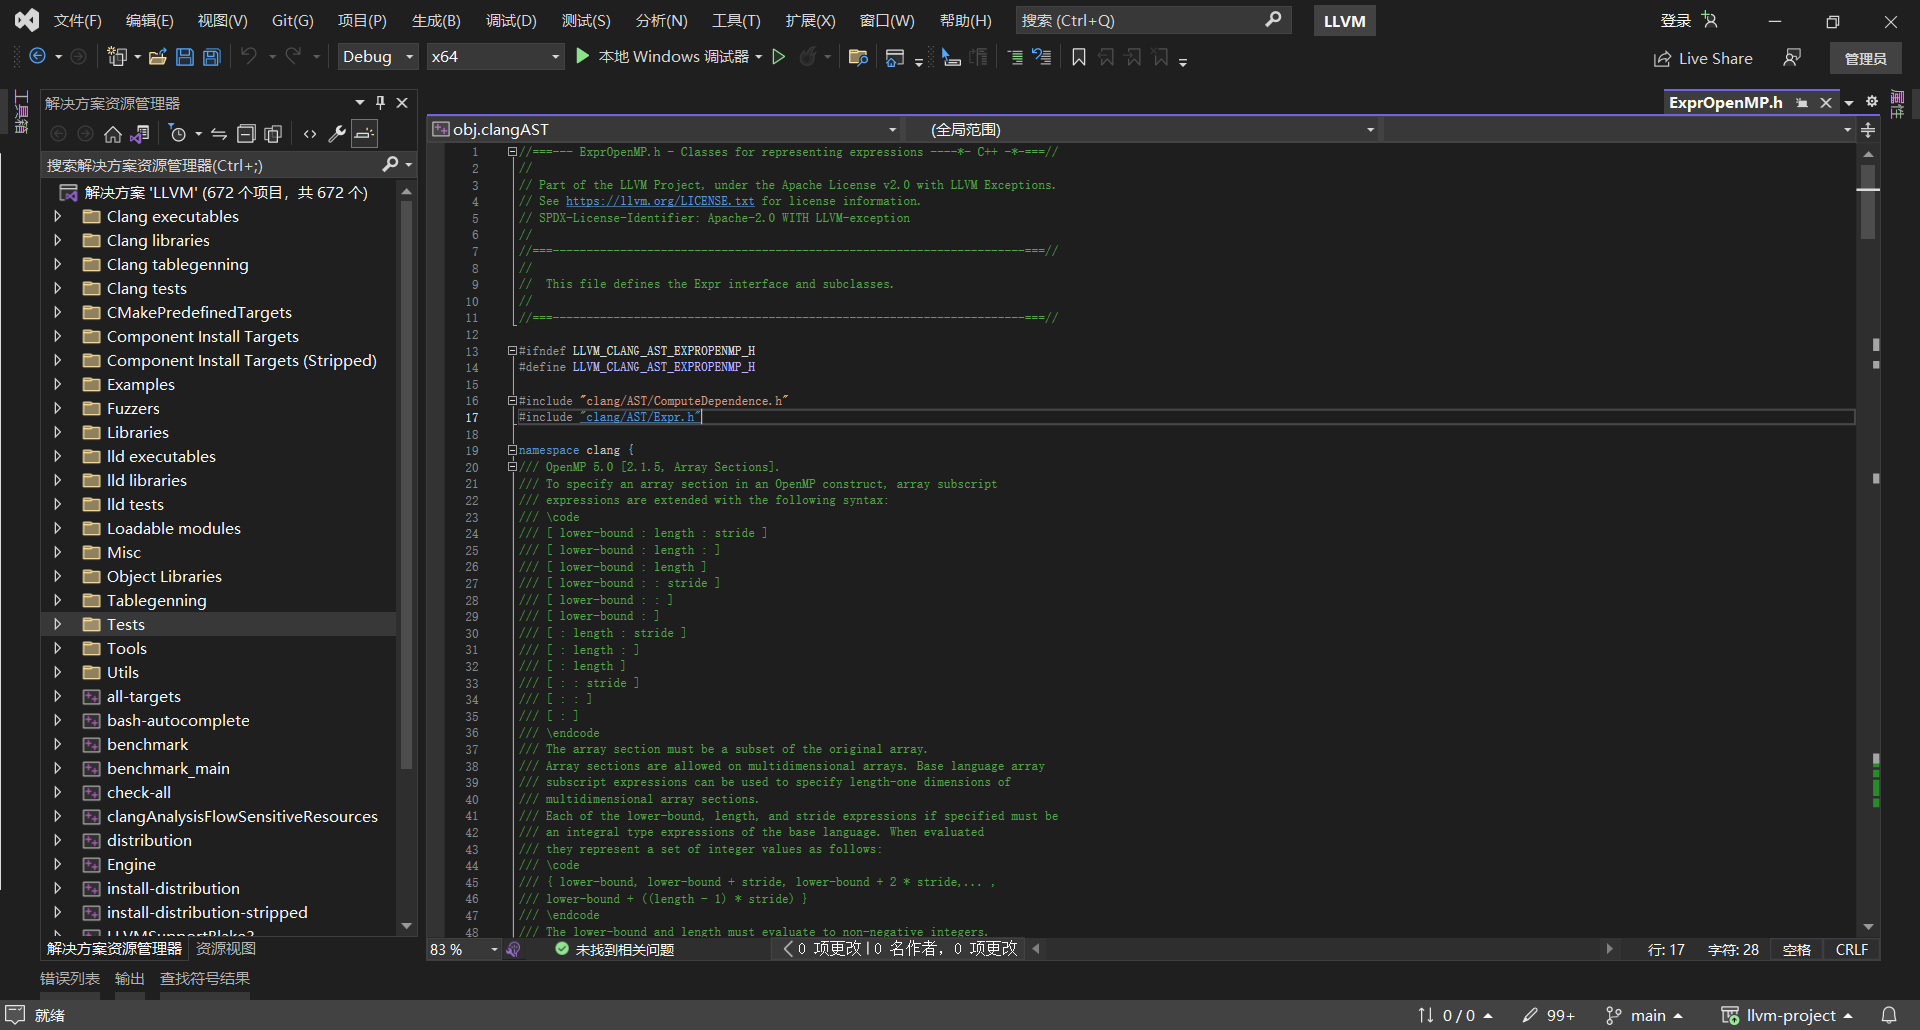 文件(F) 编辑(E) 视图(V) Git(G) 项目(P) 生成(B) 调试(D) 测试(S) 分析(N) 工具(T) 扩展(X) 窗口(W) 帮助(H) 搜索 (Ctrl+Q) LLVM 登录
Debug x64 本地 Windows 调试器 Live Share 管理员
工具箱
解决方案资源管理器
搜索解决方案资源管理器(Ctrl+;)
解决方案 'LLVM' (672 个项目，共 672 个)
Clang executables
Clang libraries
Clang tablegenning
Clang tests
CMakePredefinedTargets
Component Install Targets
Component Install Targets (Stripped)
Examples
Fuzzers
Libraries
lld executables
lld libraries
lld tests
Loadable modules
Misc
Object Libraries
Tablegenning
Tests
Tools
Utils
all-targets
bash-autocomplete
benchmark
benchmark_main
check-all
clangAnalysisFlowSensitiveResources
distribution
Engine
install-distribution
install-distribution-stripped
解决方案资源管理器 资源视图
ExprOpenMP.h
属性
obj.clangAST (全局范围)
1 //===--- ExprOpenMP.h - Classes for representing expressions ----*- C++ -*-===//
2 //
3 // Part of the LLVM Project, under the Apache License v2.0 with LLVM Exceptions.
4 // See https://llvm.org/LICENSE.txt for license information.
5 // SPDX-License-Identifier: Apache-2.0 WITH LLVM-exception
6 //
7 //===----------------------------------------------------------------------===//
8 //
9 //  This file defines the Expr interface and subclasses.
10 //
11 //===----------------------------------------------------------------------===//
12
13 #ifndef LLVM_CLANG_AST_EXPROPENMP_H
14 #define LLVM_CLANG_AST_EXPROPENMP_H
15
16 #include "clang/AST/ComputeDependence.h"
17 #include "clang/AST/Expr.h"
18
19 namespace clang {
20 /// OpenMP 5.0 [2.1.5, Array Sections].
21 /// To specify an array section in an OpenMP construct, array subscript
22 /// expressions are extended with the following syntax:
23 /// \code
24 /// [ lower-bound : length : stride ]
25 /// [ lower-bound : length : ]
26 /// [ lower-bound : length ]
27 /// [ lower-bound : : stride ]
28 /// [ lower-bound : : ]
29 /// [ lower-bound : ]
30 /// [ : length : stride ]
31 /// [ : length : ]
32 /// [ : length ]
33 /// [ : : stride ]
34 /// [ : : ]
35 /// [ : ]
36 /// \endcode
37 /// The array section must be a subset of the original array.
38 /// Array sections are allowed on multidimensional arrays. Base language array
39 /// subscript expressions can be used to specify length-one dimensions of
40 /// multidimensional array sections.
41 /// Each of the lower-bound, length, and stride expressions if specified must be
42 /// an integral type expressions of the base language. When evaluated
43 /// they represent a set of integer values as follows:
44 /// \code
45 /// { lower-bound, lower-bound + stride, lower-bound + 2 * stride,... ,
46 /// lower-bound + ((length - 1) * stride) }
47 /// \endcode
48 /// The lower-bound and length must evaluate to non-negative integers.
83 % 未找到相关问题 0 项更改 | 0 名作者，0 项更改 行: 17 字符: 28 空格 CRLF
错误列表 输出 查找符号结果
就绪 0 / 0 99+ main llvm-project